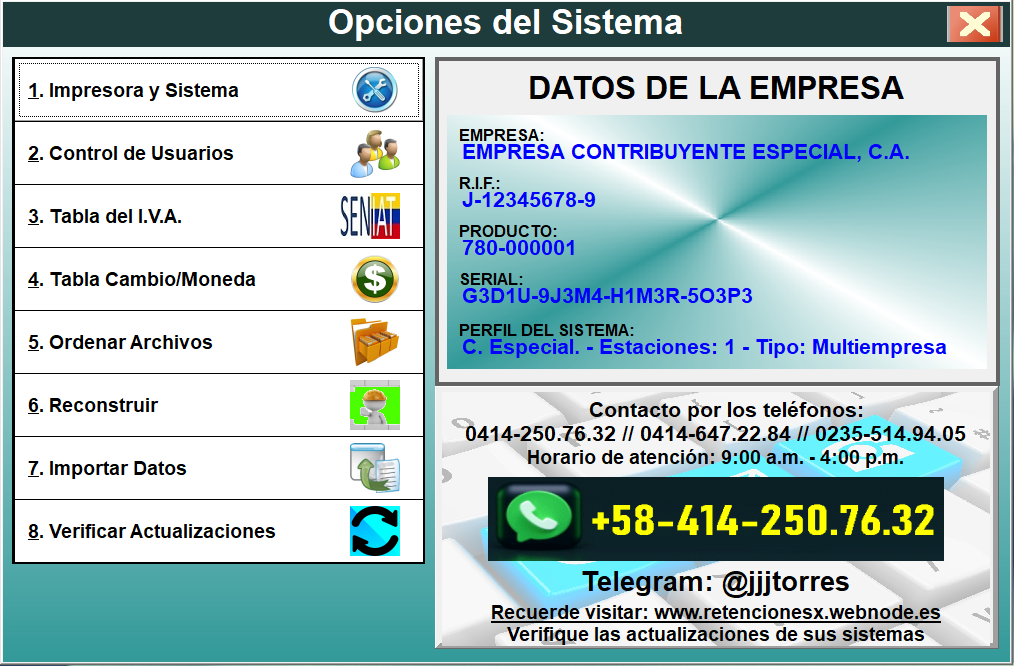 Opciones del Sistema
1. Impresora y Sistema
2. Control de Usuarios
3. Tabla del I.V.A.
SENIAT
4. Tabla Cambio/Moneda
$
5. Ordenar Archivos
6. Reconstruir
7. Importar Datos
8. Verificar Actualizaciones
DATOS DE LA EMPRESA
EMPRESA:
EMPRESA CONTRIBUYENTE ESPECIAL, C.A.
R.I.F.:
J-12345678-9
PRODUCTO:
780-000001
SERIAL:
G3D1U-9J3M4-H1M3R-5O3P3
PERFIL DEL SISTEMA:
C. Especial. - Estaciones: 1 - Tipo: Multiempresa
Contacto por los teléfonos:
0414-250.76.32 // 0414-647.22.84 // 0235-514.94.05
Horario de atención: 9:00 a.m. - 4:00 p.m.
+58-414-250.76.32
Telegram: @jjjtorres
Recuerde visitar: www.retencionesx.webnode.es
Verifique las actualizaciones de sus sistemas